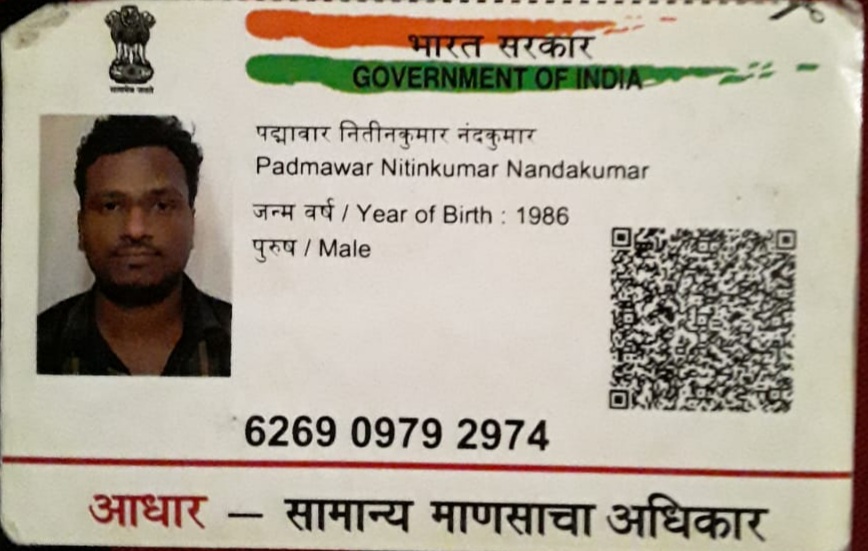 सत्यमेव जयते
भारत सरकार
GOVERNMENT OF INDIA
पद्मावार नितीनकुमार नंदकुमार
Padmawar Nitinkumar Nandakumar
जन्म वर्ष / Year of Birth : 1986
पुरुष / Male
6269 0979 2974
आधार — सामान्य माणसाचा अधिकार